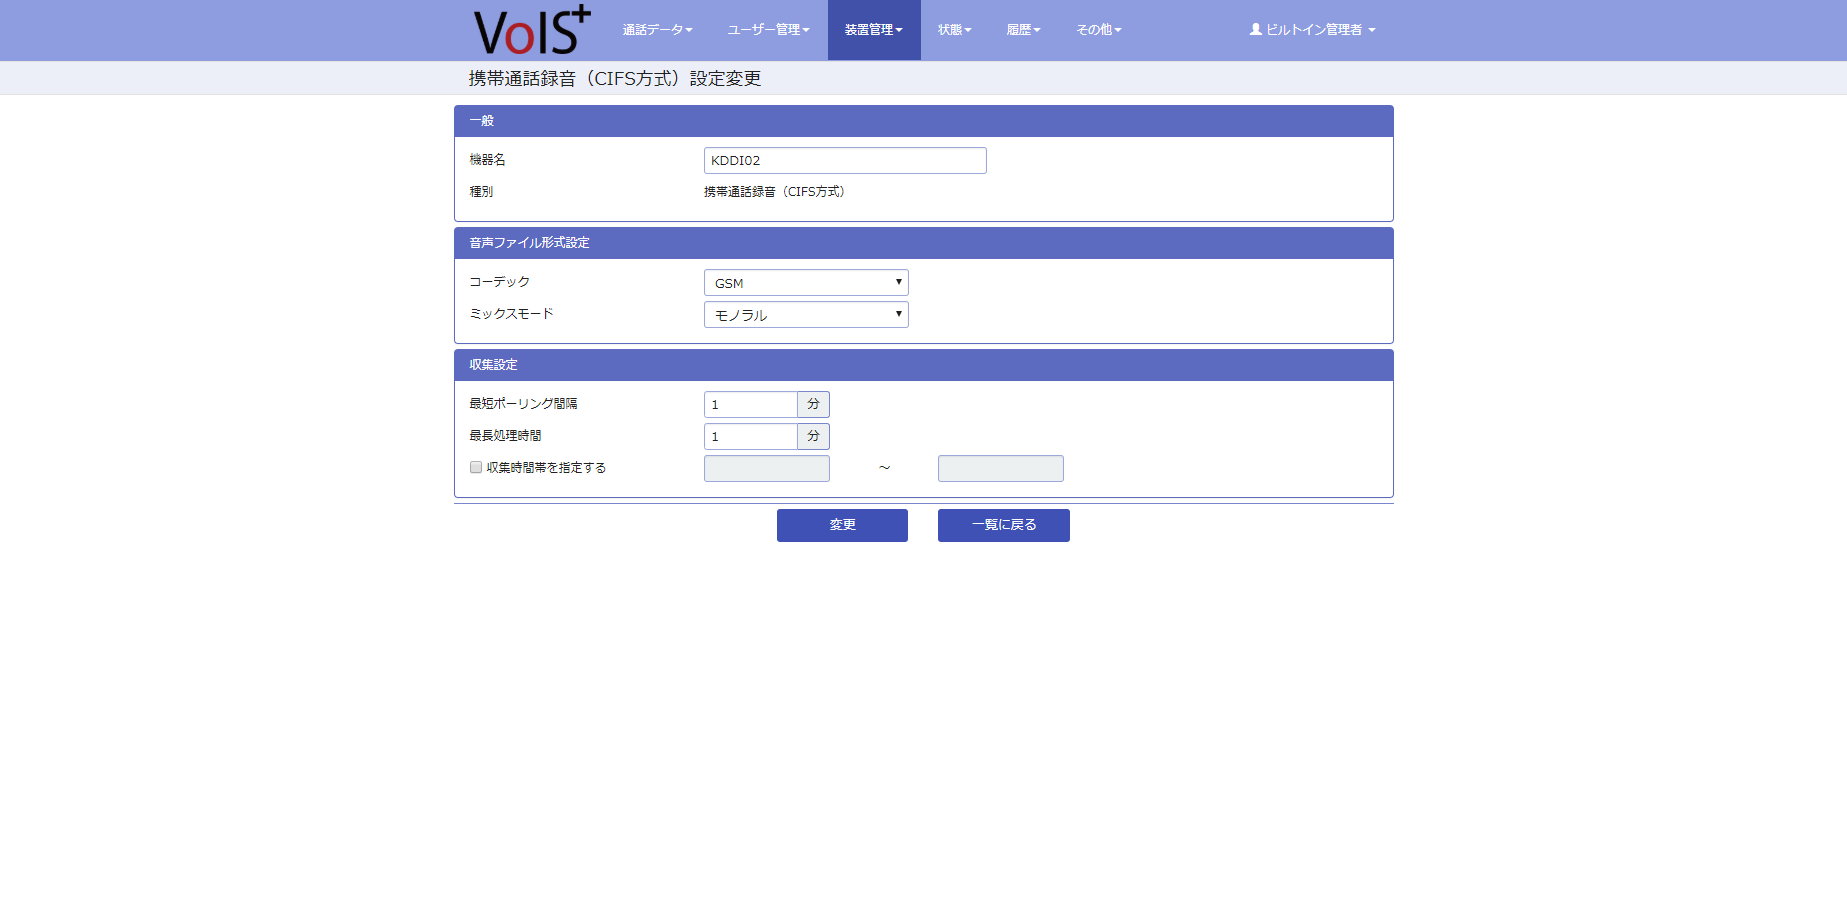 VoIS+ 通話データ ユーザー管理 装置管理 状態 履歴 その他 ビルトイン管理者
携帯通話録音（CIFS方式）設定変更
一般
機器名 KDDI02
種別 携帯通話録音（CIFS方式）
音声ファイル形式設定
コーデック GSM
ミックスモード モノラル
収集設定
最短ポーリング間隔 1 分
最長処理時間 1 分
収集時間帯を指定する ～
変更 一覧に戻る